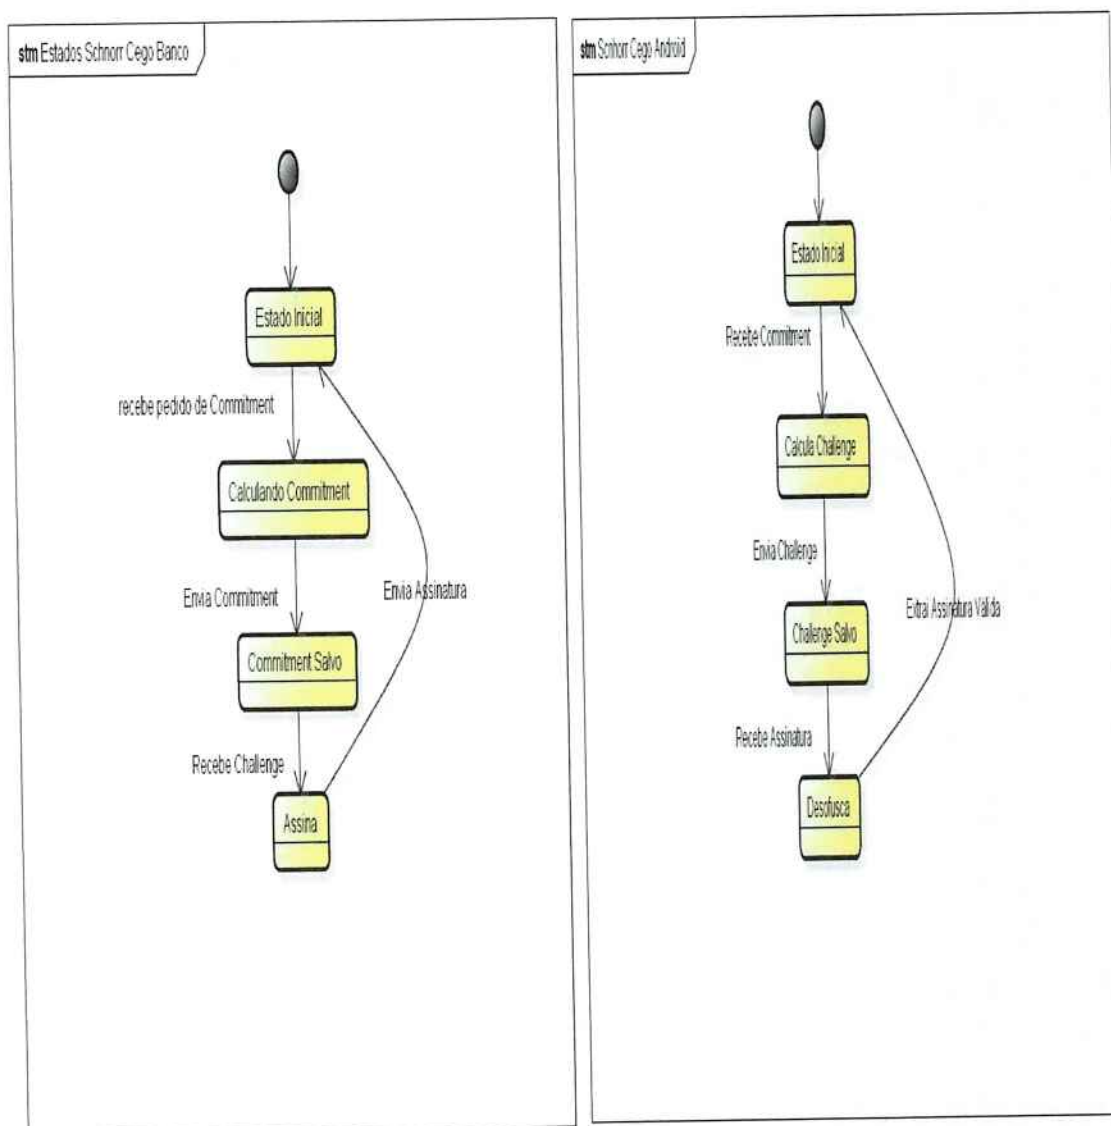 stm Estados Schnorr Cego Banco
Estado Inicial
recebe pedido de Commitment
Calculando Commitment
Envia Commitment
Envia Assinatura
Commitment Salvo
Recebe Challenge
Assina
stm Scnhorr Cego Android
Estado Inicial
Recebe Commitment
Calcula Challenge
Envia Challenge
Extrai Assinatura Válida
Challenge Salvo
Recebe Assinatura
Desofusca